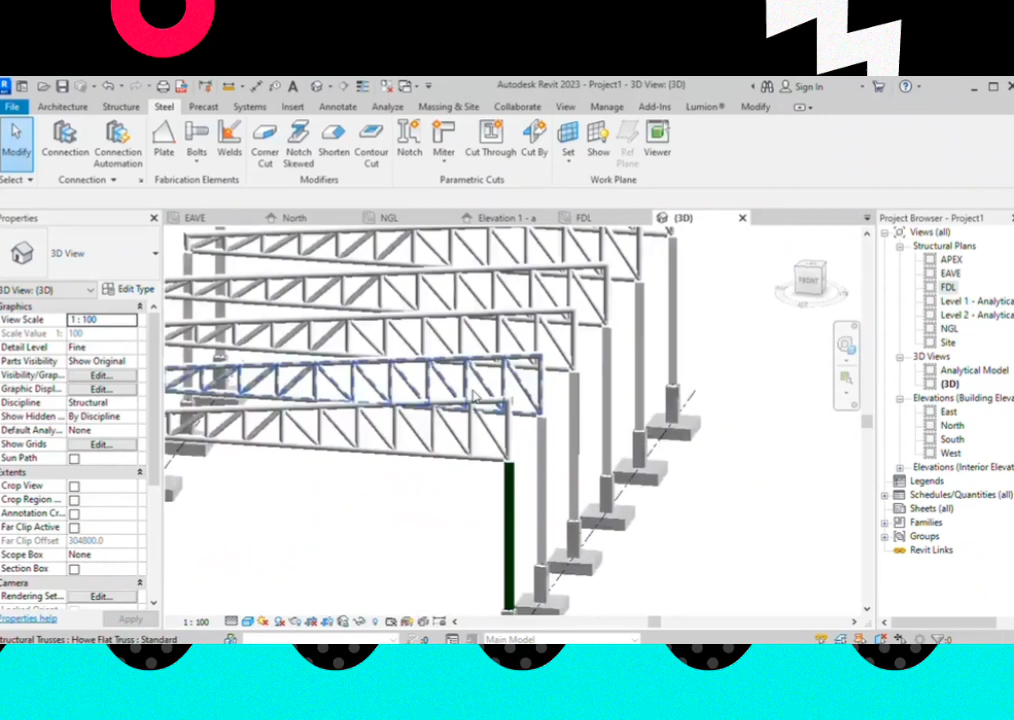 Autodesk Revit 2023 - Project1 - 3D View: {3D}
Sign In
File Architecture Structure Steel Precast Systems Insert Annotate Analyze Massing & Site Collaborate View Manage Add-Ins Lumion® Modify
Modify Connection Connection Automation Plate Bolts Welds Corner Cut Notch Skewed Shorten Contour Cut Notch Miter Cut Through Cut By Set Show Ref Plane Viewer
Select Connection Fabrication Elements Modifiers Parametric Cuts Work Plane
Properties
EAVE North NGL Elevation 1 - a FDL {3D}
Project Browser - Project1
3D View
3D View: {3D} Edit Type
Graphics
View Scale 1 : 100
Scale Value 1: 100
Detail Level Fine
Parts Visibility Show Original
Visibility/Grap... Edit...
Graphic Displ... Edit...
Discipline Structural
Show Hidden ... By Discipline
Default Analy... None
Show Grids Edit...
Sun Path
Extents
Crop View
Crop Region ...
Annotation Cr...
Far Clip Active
Far Clip Offset 304800.0
Scope Box None
Section Box
Camera
Rendering Set... Edit...
Properties help Apply
FRONT
Views (all)
Structural Plans
APEX
EAVE
FDL
Level 1 - Analytica
Level 2 - Analytica
NGL
Site
3D Views
Analytical Model
{3D}
Elevations (Building Eleva
East
North
South
West
Elevations (Interior Elevat
Legends
Schedules/Quantities (all)
Sheets (all)
Families
Groups
Revit Links
1 : 100
tructural Trusses : Howe Flat Truss : Standard
:0
Main Model
:0